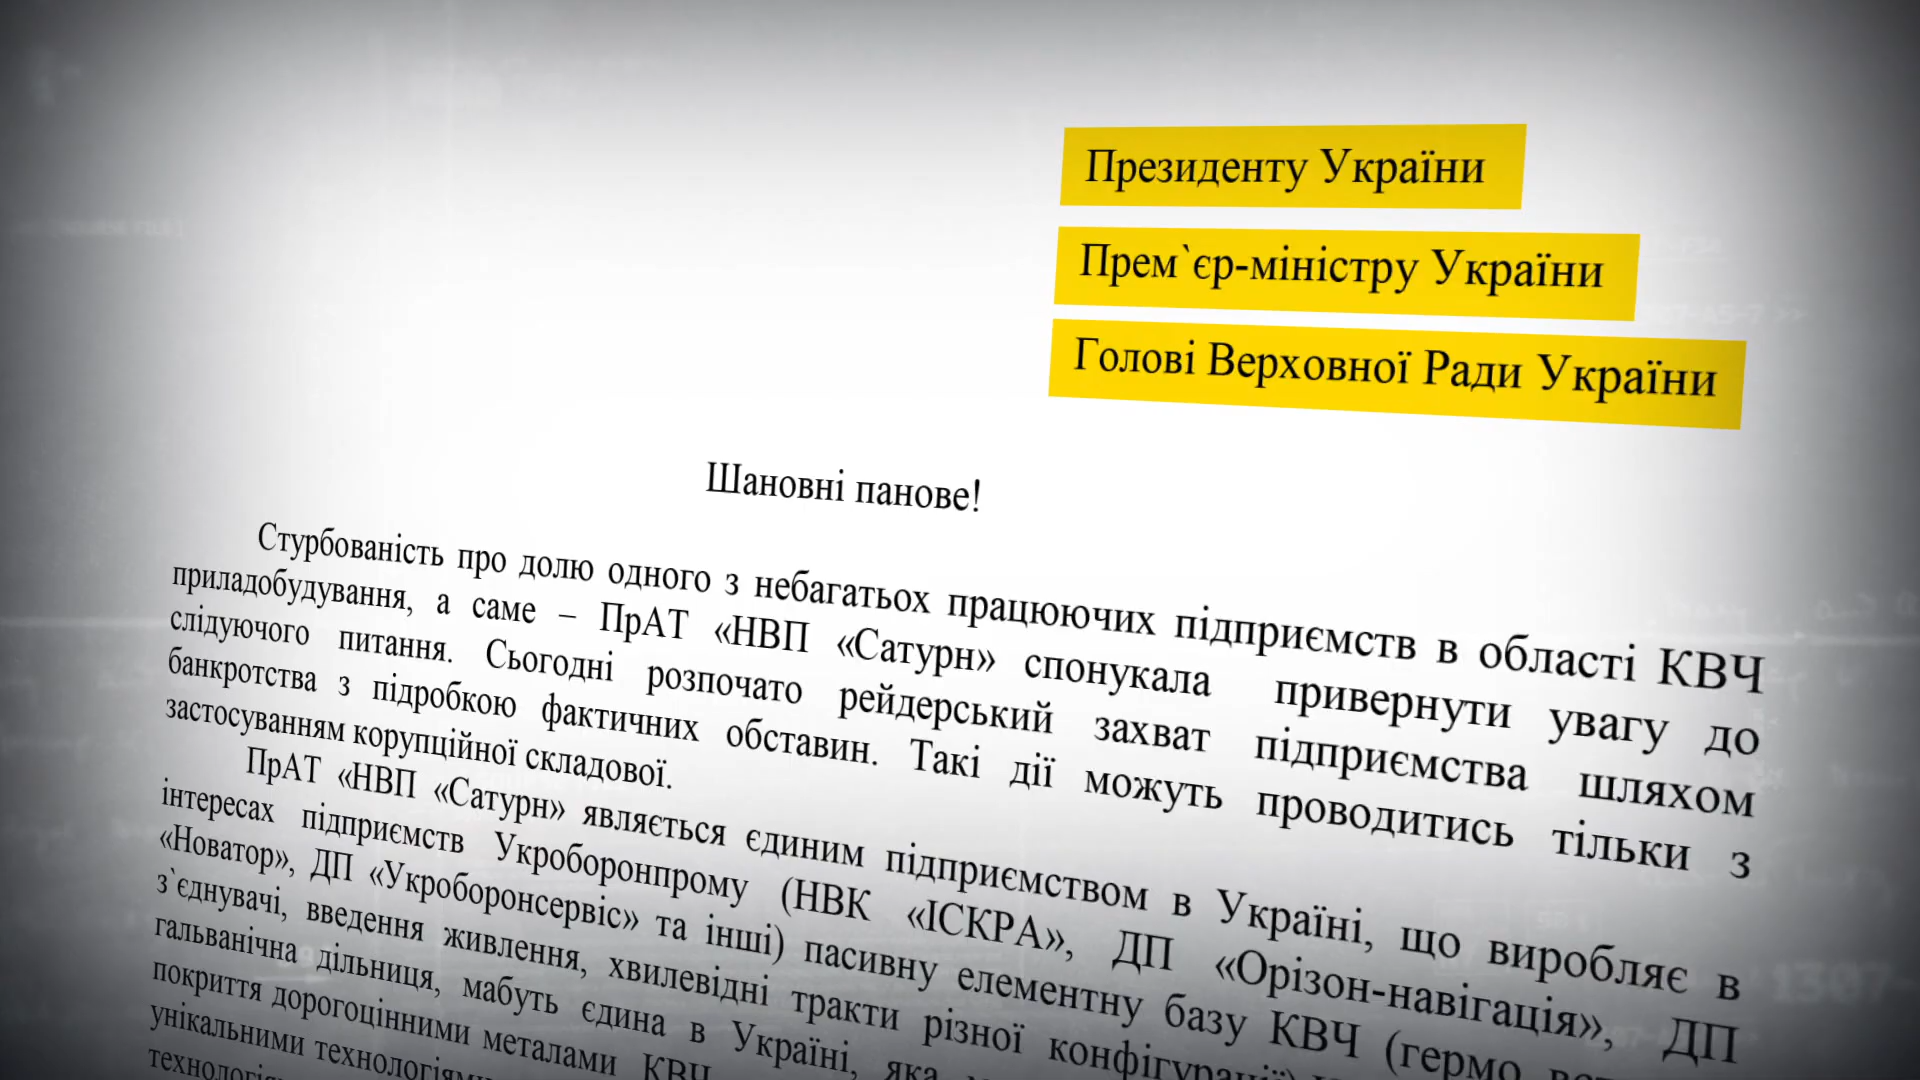 Президенту України
Прем`єр-міністру України
Голові Верховної Ради України
Шановні панове!
Стурбованість про долю одного з небагатьох працюючих підприємств в області КВЧ
приладобудування, а саме – ПрАТ «НВП «Сатурн» спонукала привернути увагу до
слідуючого питання. Сьогодні розпочато рейдерський захват підприємства шляхом
банкротства з підробкою фактичних обставин. Такі дії можуть проводитись тільки з
застосуванням корупційної складової.
ПрАТ «НВП «Сатурн» являється єдиним підприємством в Україні, що виробляє в
інтересах підприємств Укроборонпрому (НВК «ІСКРА», ДП «Орізон-навігація», ДП
«Новатор», ДП «Укроборонсервіс» та інші) пасивну елементну базу КВЧ (гермо
з`єднувачі, введення живлення, хвилевідні тракти різної конфігурації)
гальванічна дільниця, мабуть єдина в Україні, яка
покриття дорогоцінними металами КВЧ
унікальними